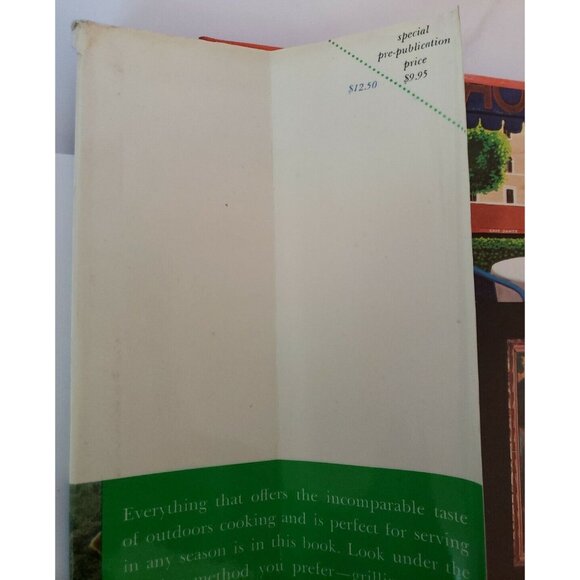 special
pre-publication
price
$9.95
$12.50
Everything that offers the incomparable taste
of outdoors cooking and is perfect for serving
in any season is in this book. Look under the
method you prefer—grilli